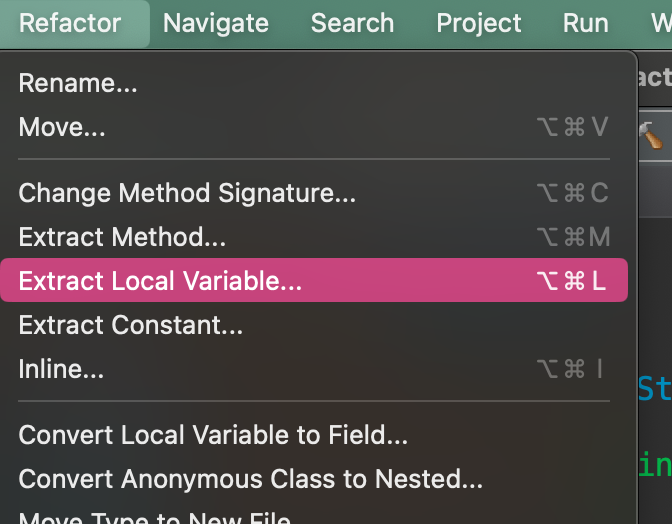 Refactor Navigate Search Project Run W
act
Rename...
Move... ⌥⌘V
Change Method Signature... ⌥⌘C
Extract Method... ⌥⌘M
Extract Local Variable... ⌥⌘L
Extract Constant...
Inline... ⌥⌘I
St
Convert Local Variable to Field...
in
Convert Anonymous Class to Nested...
Move Type to New File